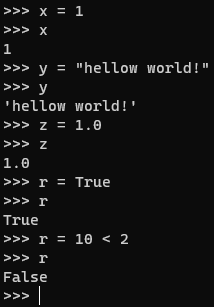 >>> x = 1
>>> x
1
>>> y = "hellow world!"
>>> y
'hellow world!'
>>> z = 1.0
>>> z
1.0
>>> r = True
>>> r
True
>>> r = 10 < 2
>>> r
False
>>>